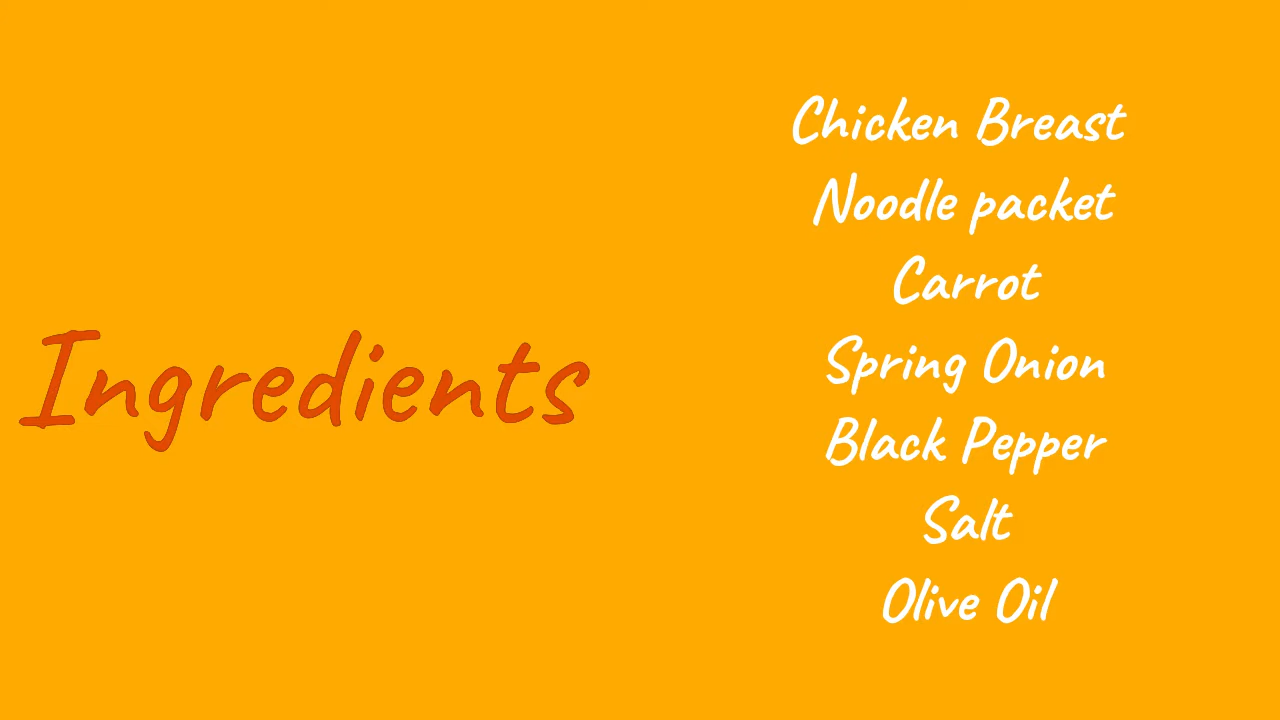 Ingredients
Chicken Breast
Noodle packet
Carrot
Spring Onion
Black Pepper
Salt
Olive Oil